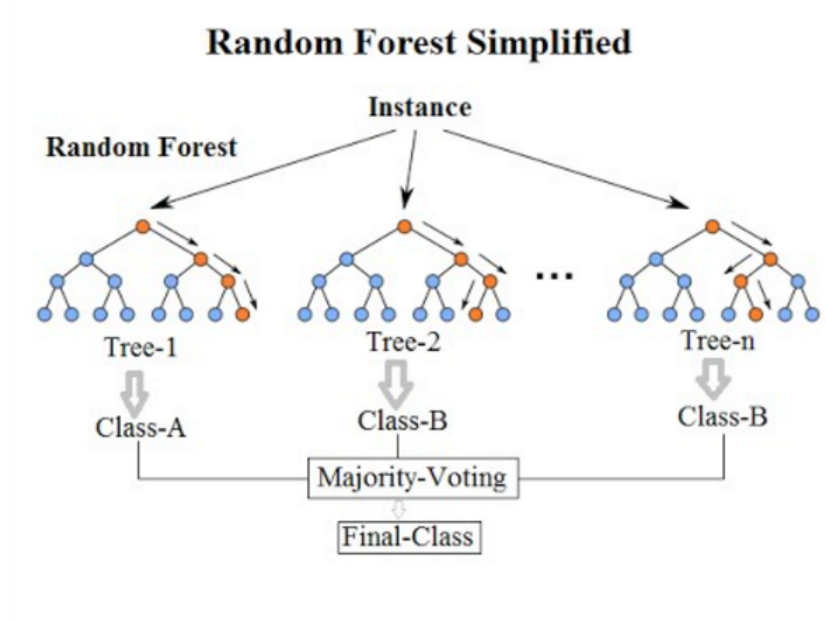 Random Forest Simplified
Instance
Random Forest
...
Tree-1
Tree-2
Tree-n
Class-A
Class-B
Class-B
Majority-Voting
Final-Class